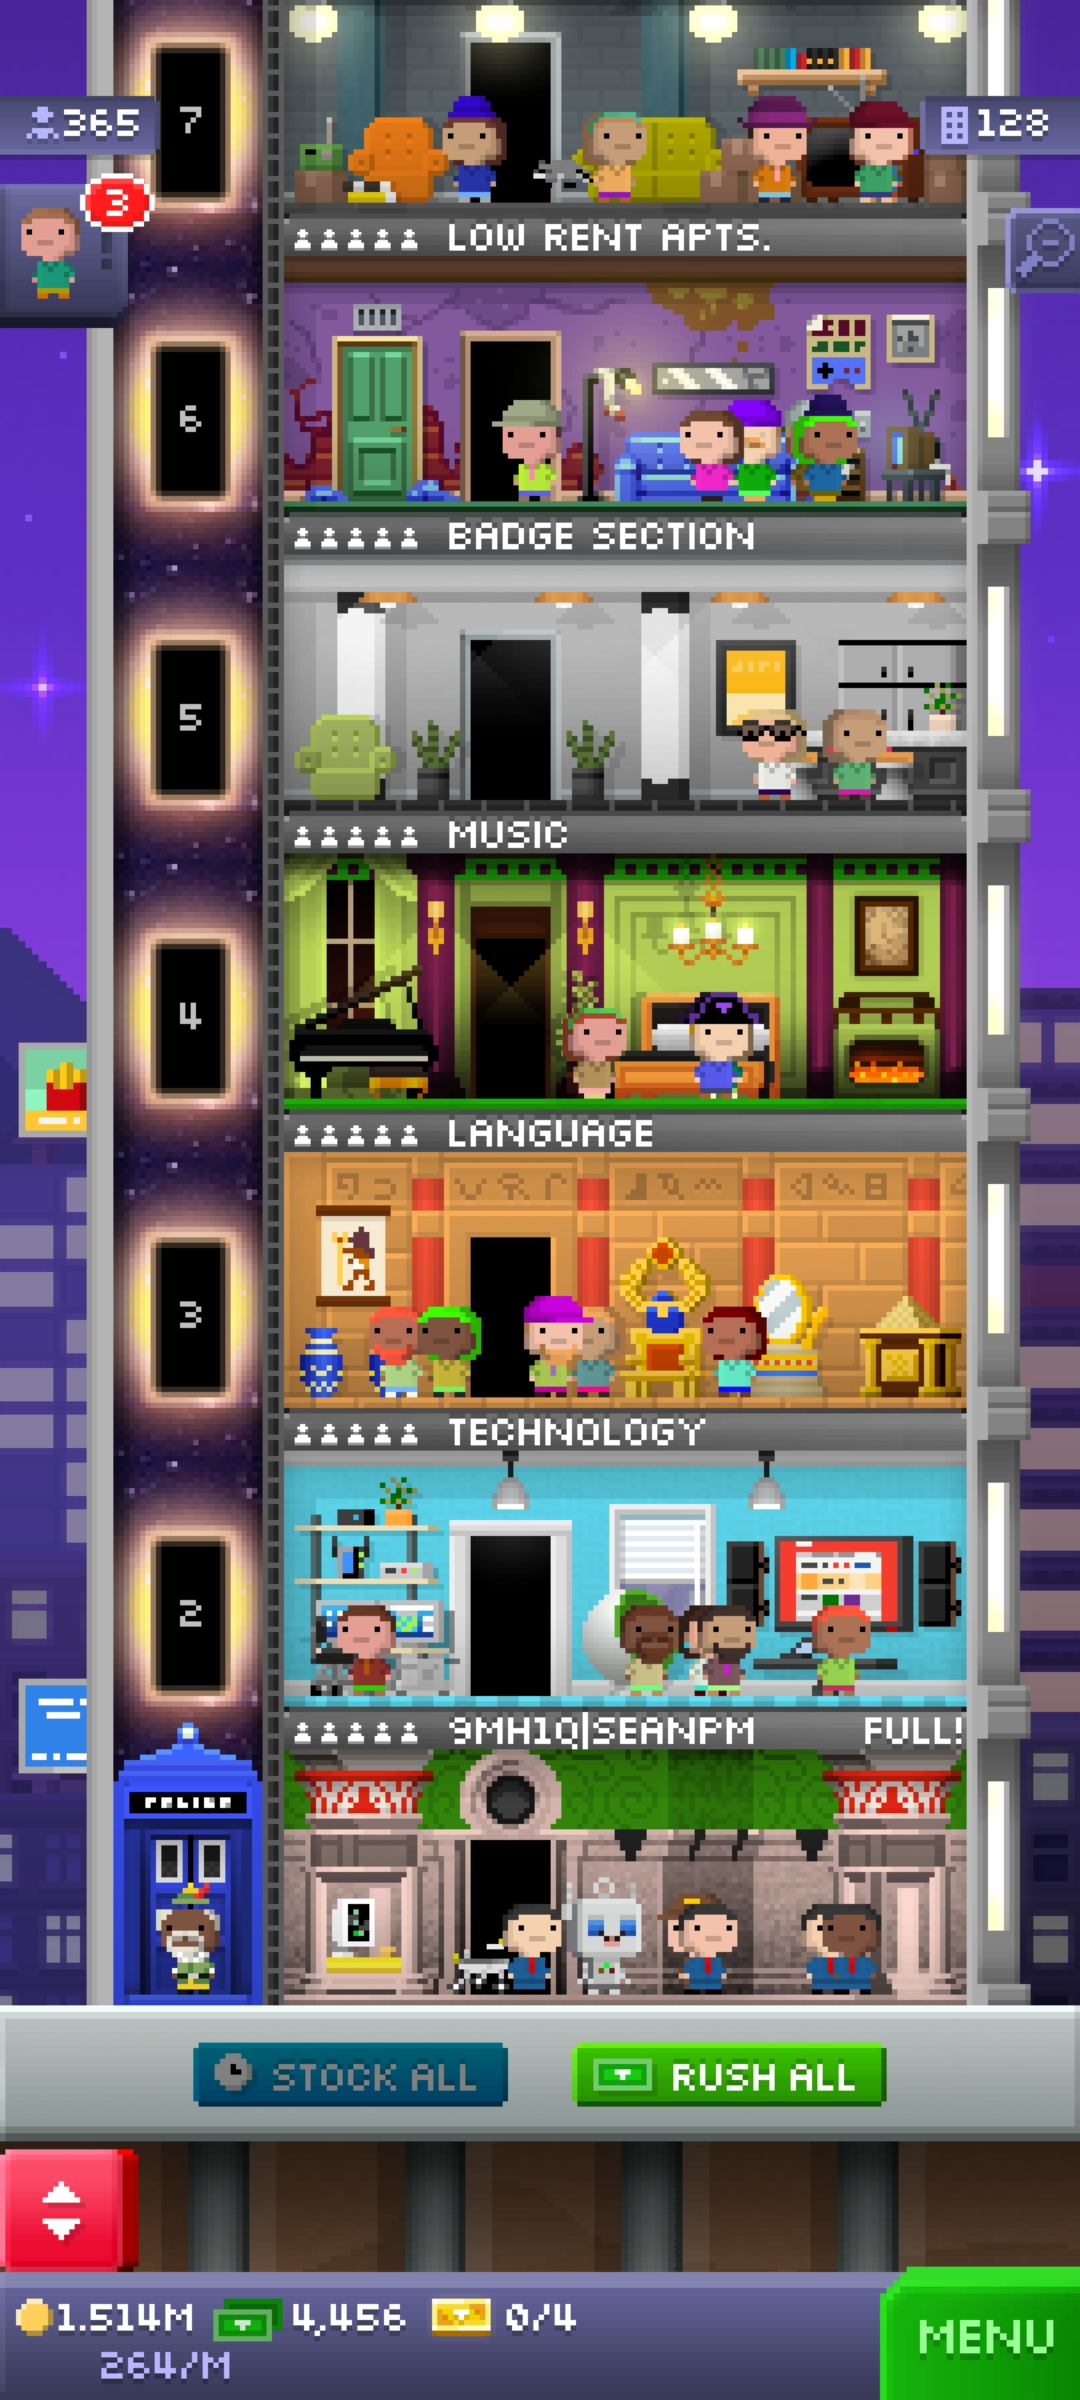 7
365
128
3
LOW RENT APTS.
6
BADGE SECTION
5
MUSIC
4
LANGUAGE
3
TECHNOLOGY
2
9MH1Q|SEANPM FULL!
POLICE
STOCK ALL
RUSH ALL
1.514M
4,456
0/4
264/M
MENU